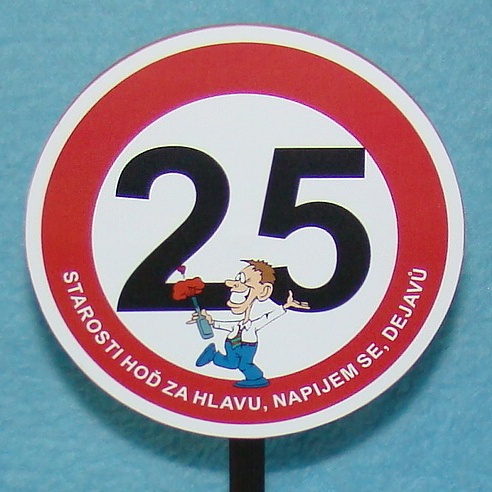 25
STAROSTI HOĎ ZA HLAVU, NAPIJEM SE, DEJAVŮ